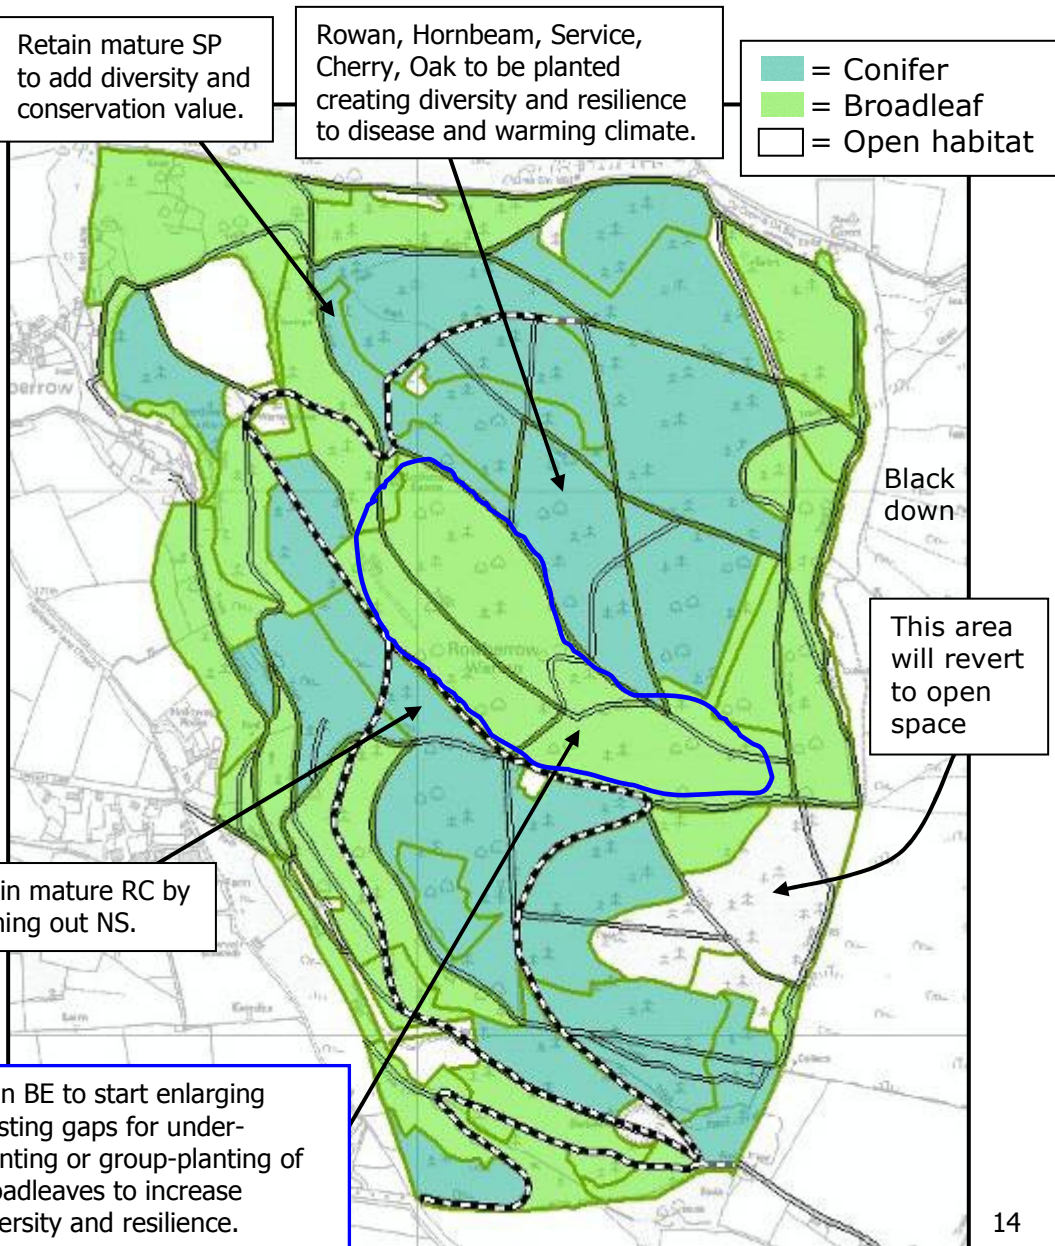 Retain mature SP
to add diversity and
conservation value.
Rowan, Hornbeam, Service,
Cherry, Oak to be planted
creating diversity and resilience
to disease and warming climate.
= Conifer
= Broadleaf
= Open habitat
Black
down
This area
will revert
to open
space
in mature RC by
ning out NS.
n BE to start enlarging
sting gaps for under-
nting or group-planting of
oadleaves to increase
ersity and resilience.
errow
Warren
14